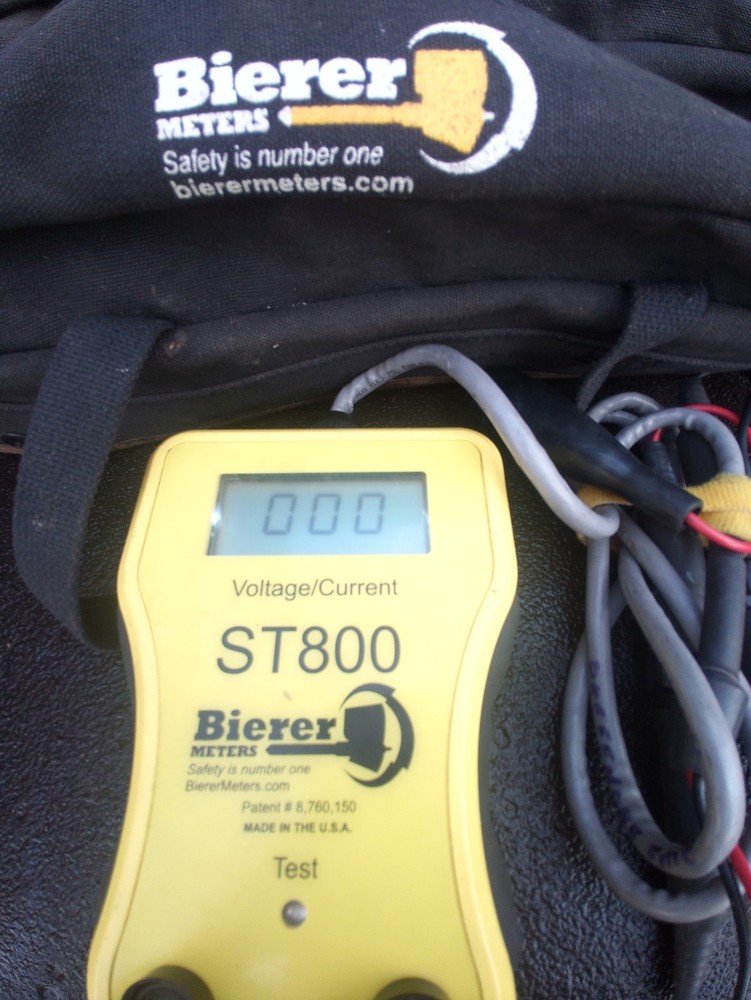 Bierer
METERS
Safety is number one
bierermeters.com
000
Voltage/Current
ST800
Bierer
METERS
Safety is number one
BiererMeters.com
Patent # 8,760,150
MADE IN THE U.S.A.
Test